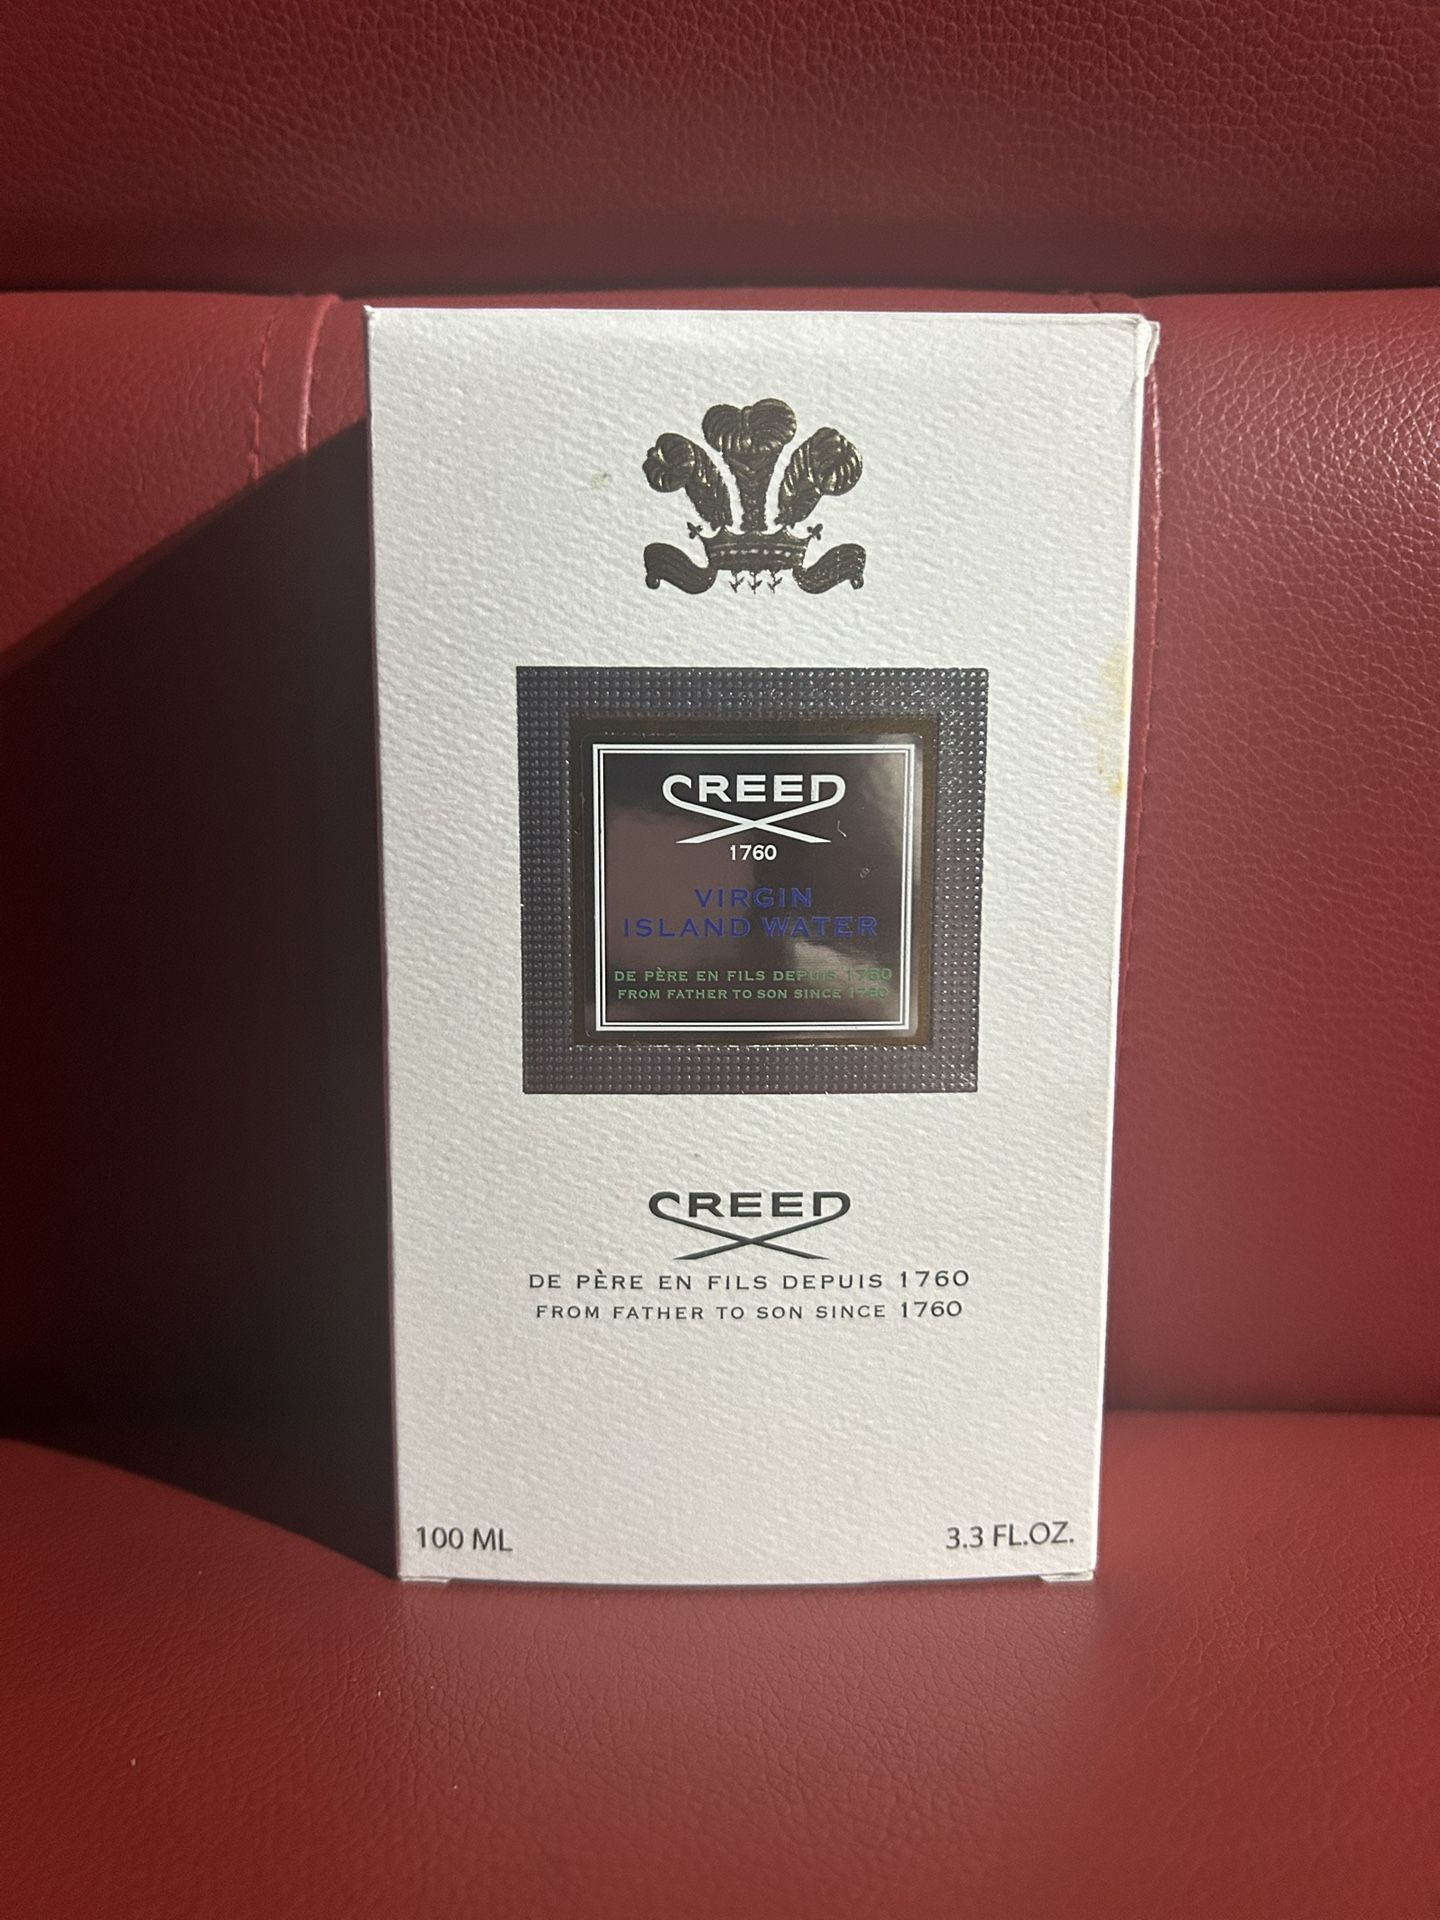 CREED
1760
VIRGIN
ISLAND WATER
DE PÈRE EN FILS DEPUIS 1760
FROM FATHER TO SON SINCE 1760
CREED
DE PÈRE EN FILS DEPUIS 1760
FROM FATHER TO SON SINCE 1760
100 ML
3.3 FL.OZ.